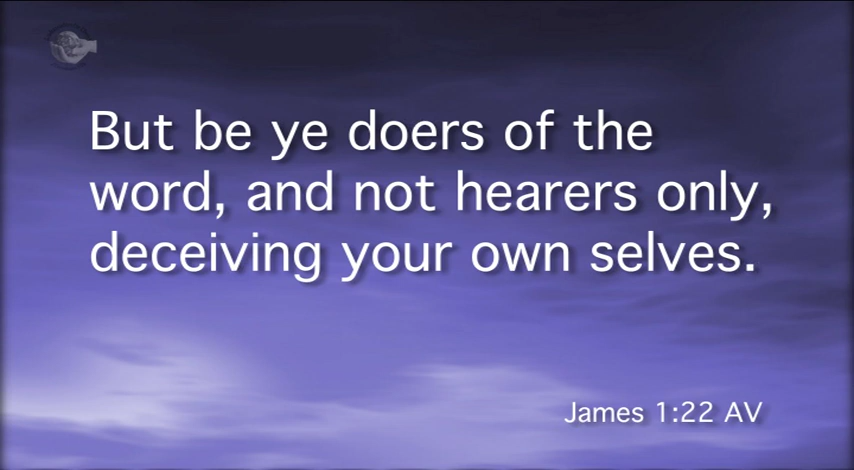 But be ye doers of the
word, and not hearers only,
deceiving your own selves.
James 1:22 AV